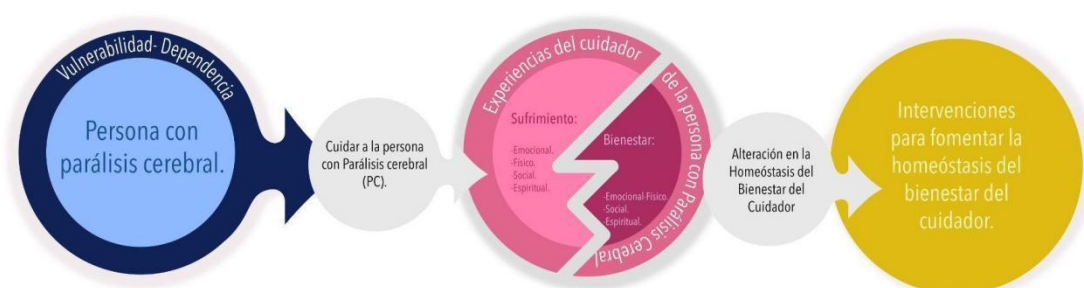 Vulnerabilidad- Dependencia
Persona con
parálisis cerebral.
Cuidar a la persona
con Parálisis cerebral
(PC).
Experiencias del cuidador
de la persona con Parálisis Cerebral
Sufrimiento:
-Emocional.
-Físico.
-Social.
-Espiritual.
Bienestar:
-Emocional-Físico.
-Social.
-Espiritual.
Alteración en la
Homeóstasis del
Bienestar del
Cuidador
Intervenciones
para fomentar la
homeóstasis del
bienestar del
cuidador.